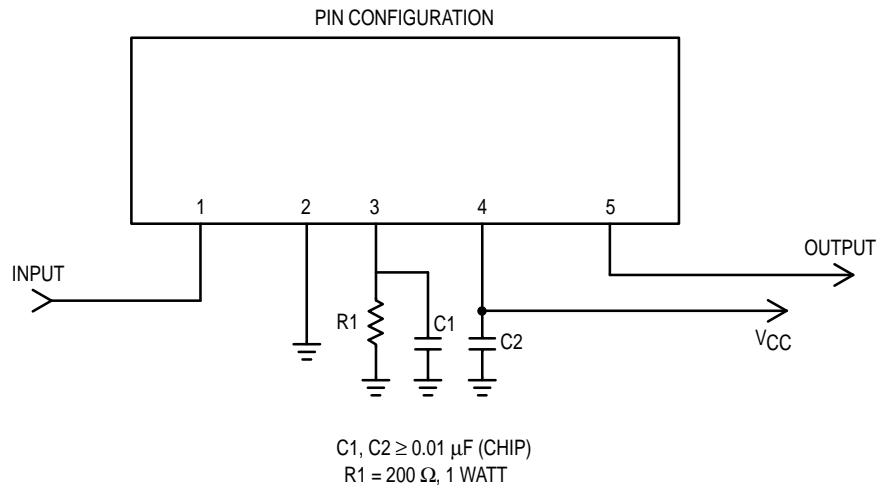 PIN CONFIGURATION
1 2 3 4 5
INPUT
OUTPUT
R1
C1
C2
VCC
C1, C2 ≥ 0.01 μF (CHIP)
R1 = 200 Ω, 1 WATT